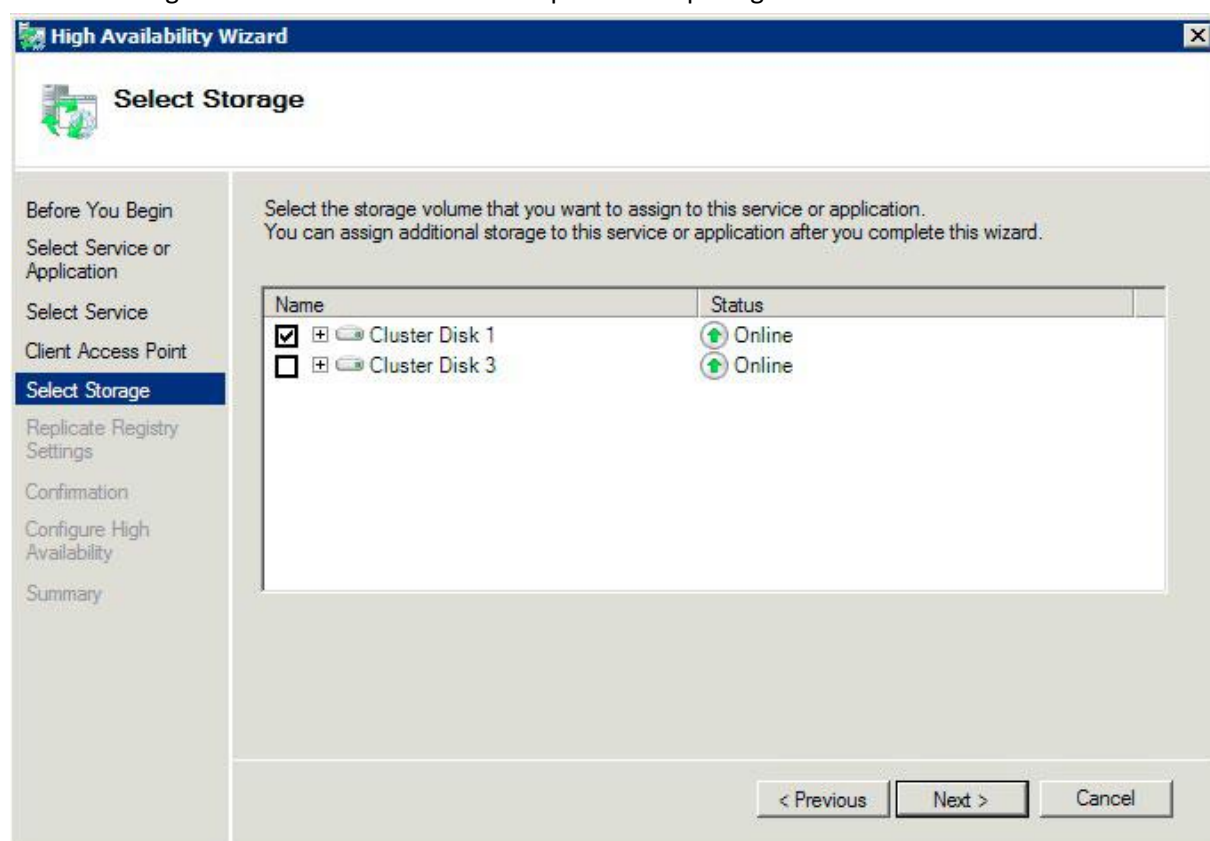 High Availability Wizard
Select Storage
Before You Begin
Select Service or
Application
Select Service
Client Access Point
Select Storage
Replicate Registry
Settings
Confirmation
Configure High
Availability
Summary
Select the storage volume that you want to assign to this service or application.
You can assign additional storage to this service or application after you complete this wizard.
Name Status
Cluster Disk 1 Online
Cluster Disk 3 Online
< Previous Next > Cancel